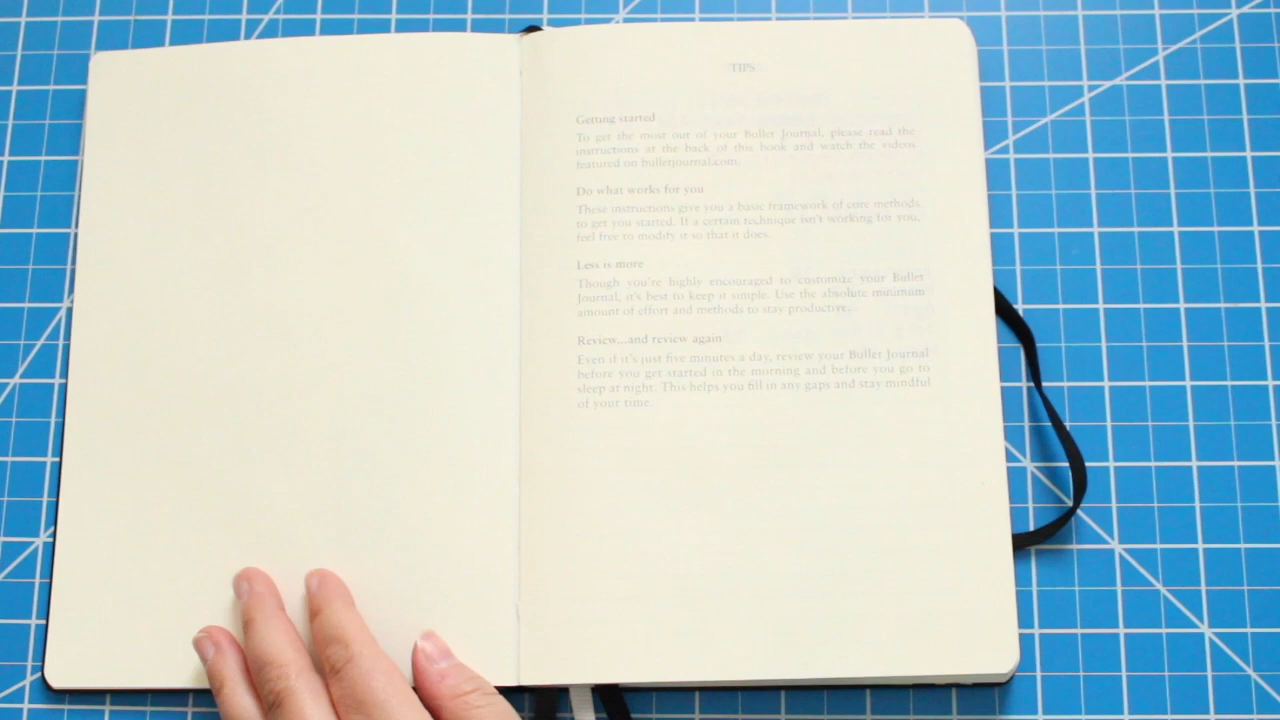 TIPS
Getting started
To get the most out of your Bullet Journal, please read the
instructions at the back of this book and watch the videos
featured on bulletjournal.com.
Do what works for you
These instructions give you a basic framework of core methods
to get you started. If a certain technique isn't working for you,
feel free to modify it so that it does.
Less is more
Though you're highly encouraged to customize your Bullet
Journal, it's best to keep it simple. Use the absolute minimum
amount of effort and methods to stay productive.
Review...and review again
Even if it's just five minutes a day, review your Bullet Journal
before you get started in the morning and before you go to
sleep at night. This helps you fill in any gaps and stay mindful
of your time.